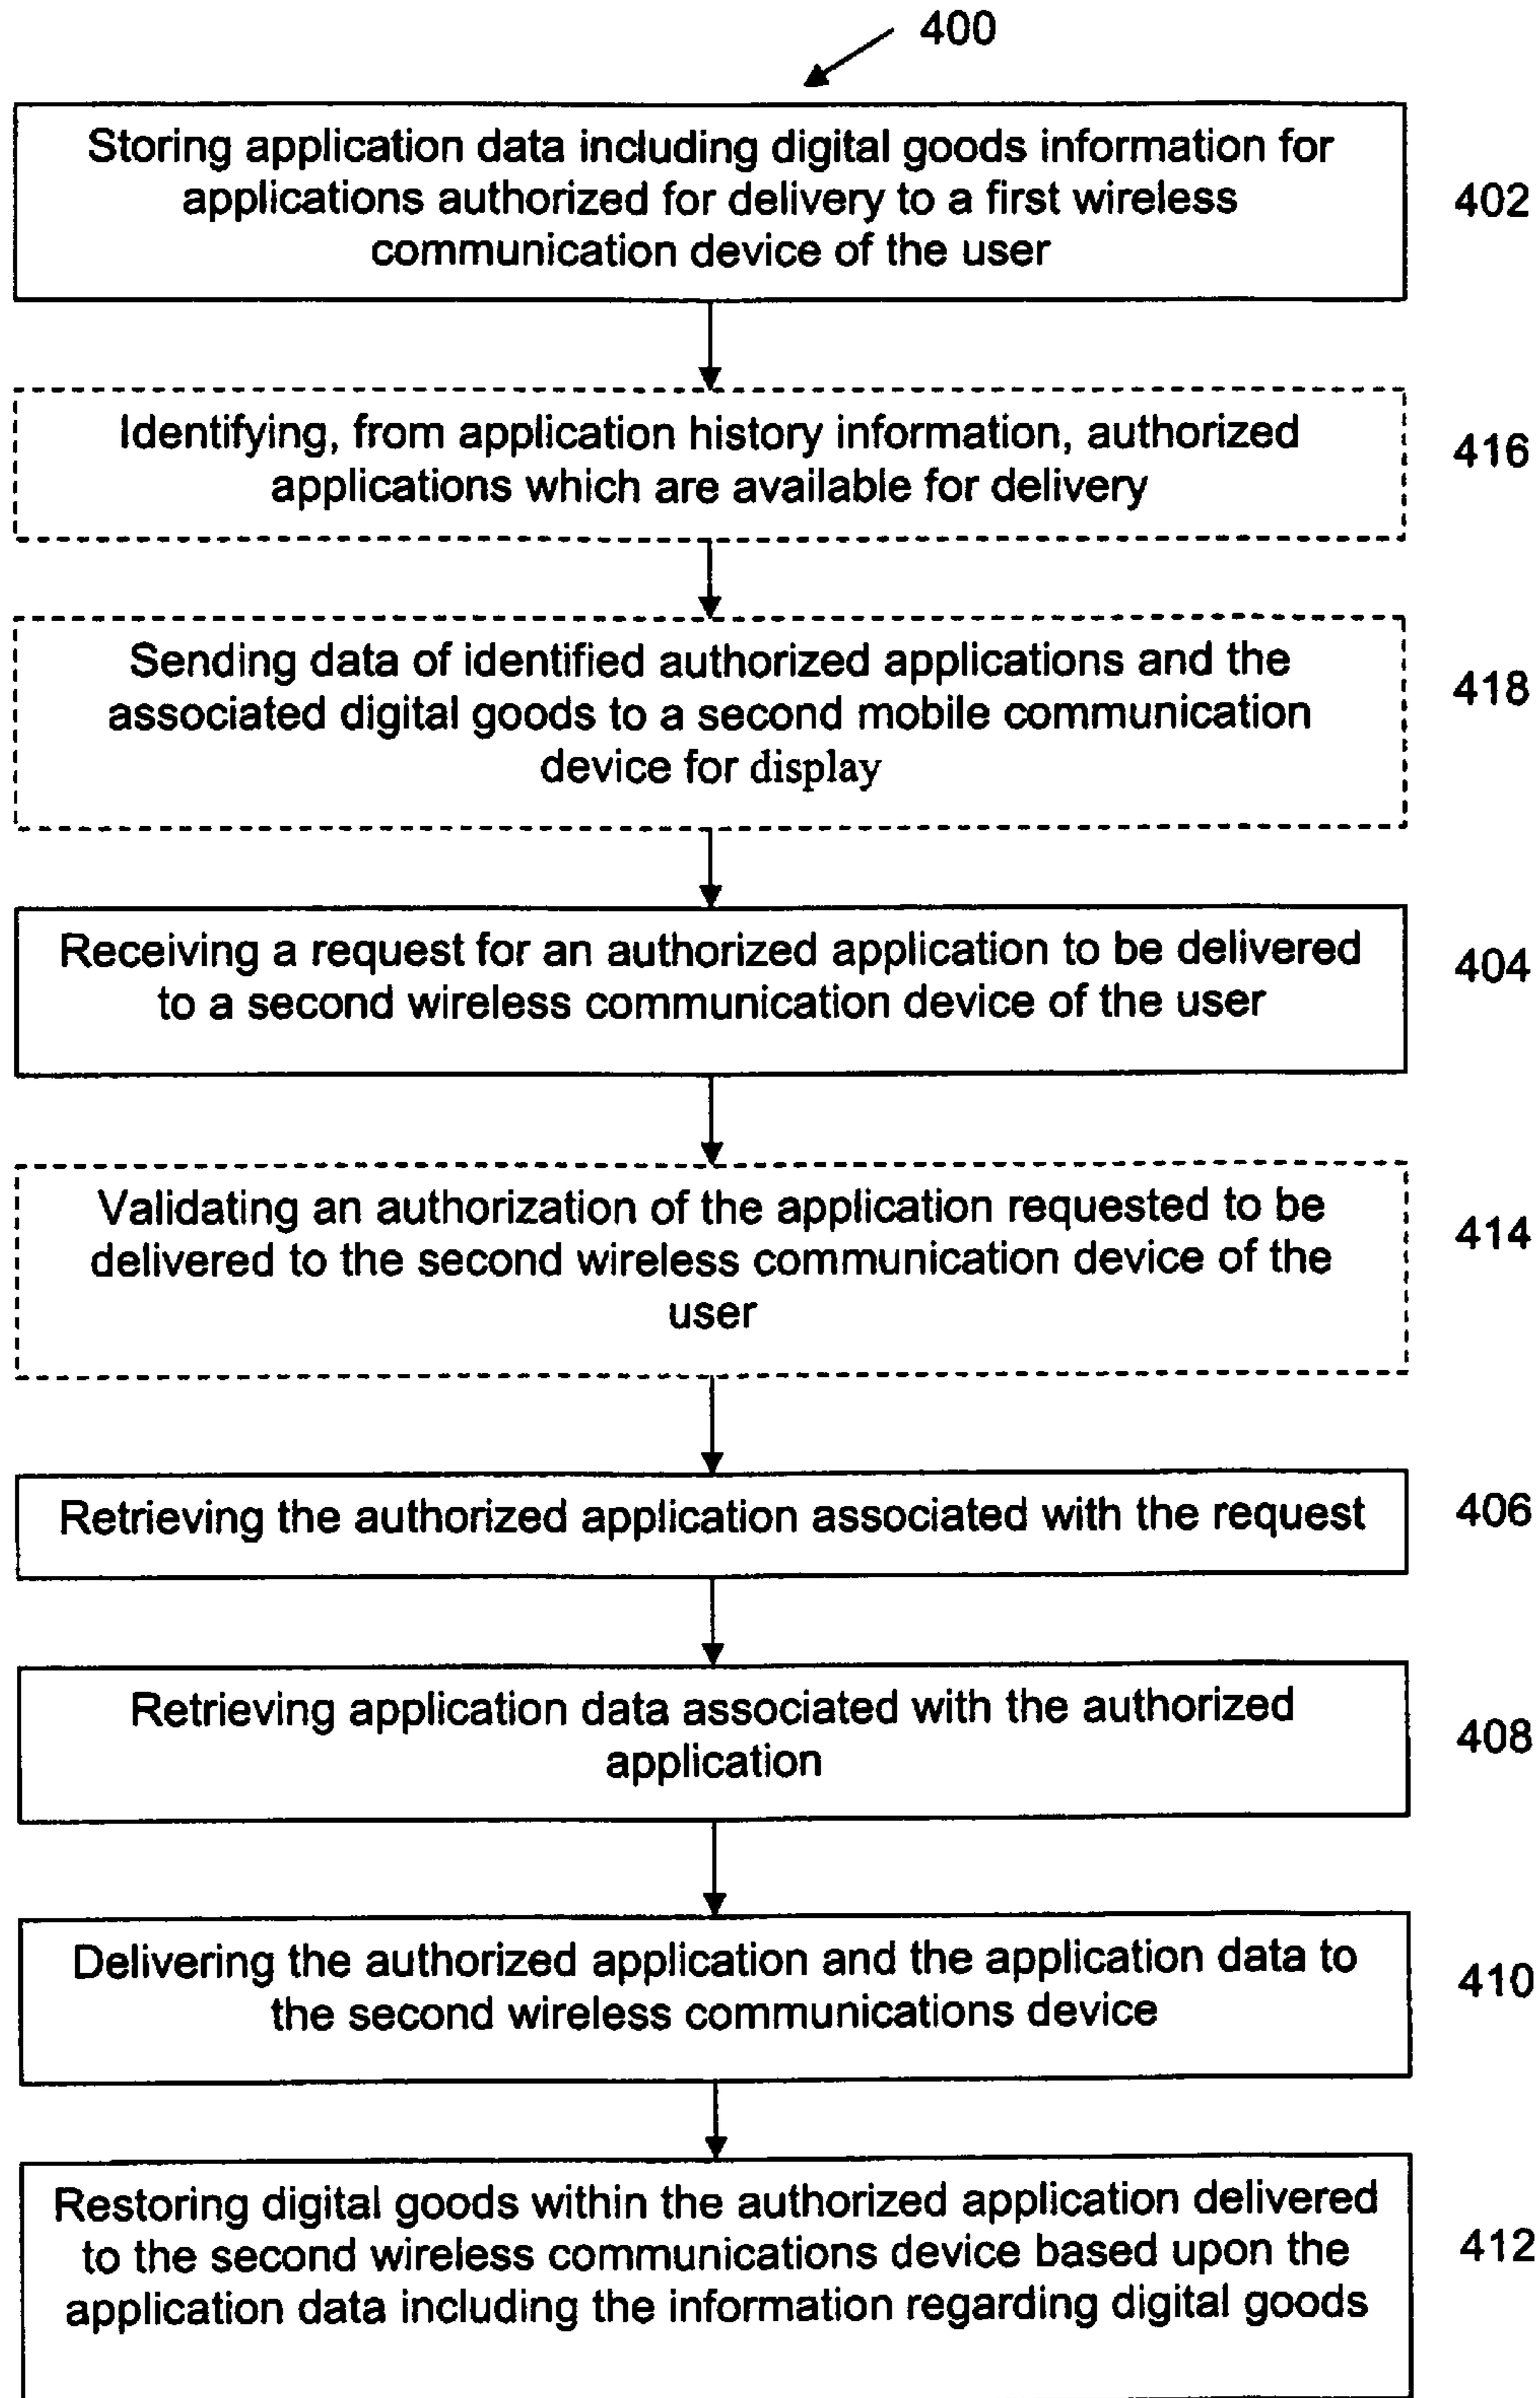 400
Storing application data including digital goods information for
applications authorized for delivery to a first wireless
communication device of the user
402
Identifying, from application history information, authorized
applications which are available for delivery
416
Sending data of identified authorized applications and the
associated digital goods to a second mobile communication
device for display
418
Receiving a request for an authorized application to be delivered
to a second wireless communication device of the user
404
Validating an authorization of the application requested to be
delivered to the second wireless communication device of the
user
414
Retrieving the authorized application associated with the request
406
Retrieving application data associated with the authorized
application
408
Delivering the authorized application and the application data to
the second wireless communications device
410
Restoring digital goods within the authorized application delivered
to the second wireless communications device based upon the
application data including the information regarding digital goods
412